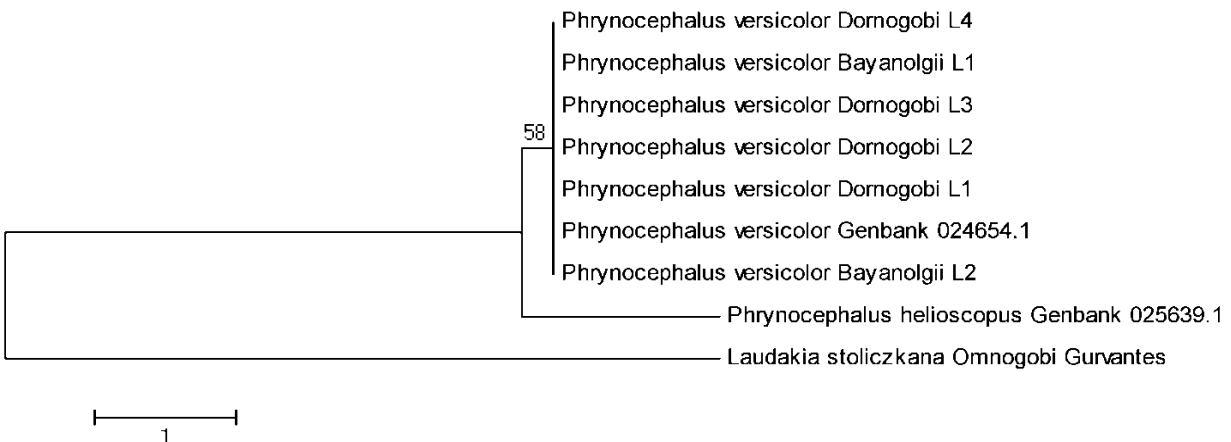 Phrynocephalus versicolor Dornogobi L4
Phrynocephalus versicolor Bayanolgii L1
Phrynocephalus versicolor Dornogobi L3
58
Phrynocephalus versicolor Dornogobi L2
Phrynocephalus versicolor Dornogobi L1
Phrynocephalus versicolor Genbank 024654.1
Phrynocephalus versicolor Bayanolgii L2
Phrynocephalus helioscopus Genbank 025639.1
Laudakia stoliczkana Omnogobi Gurvantes
1